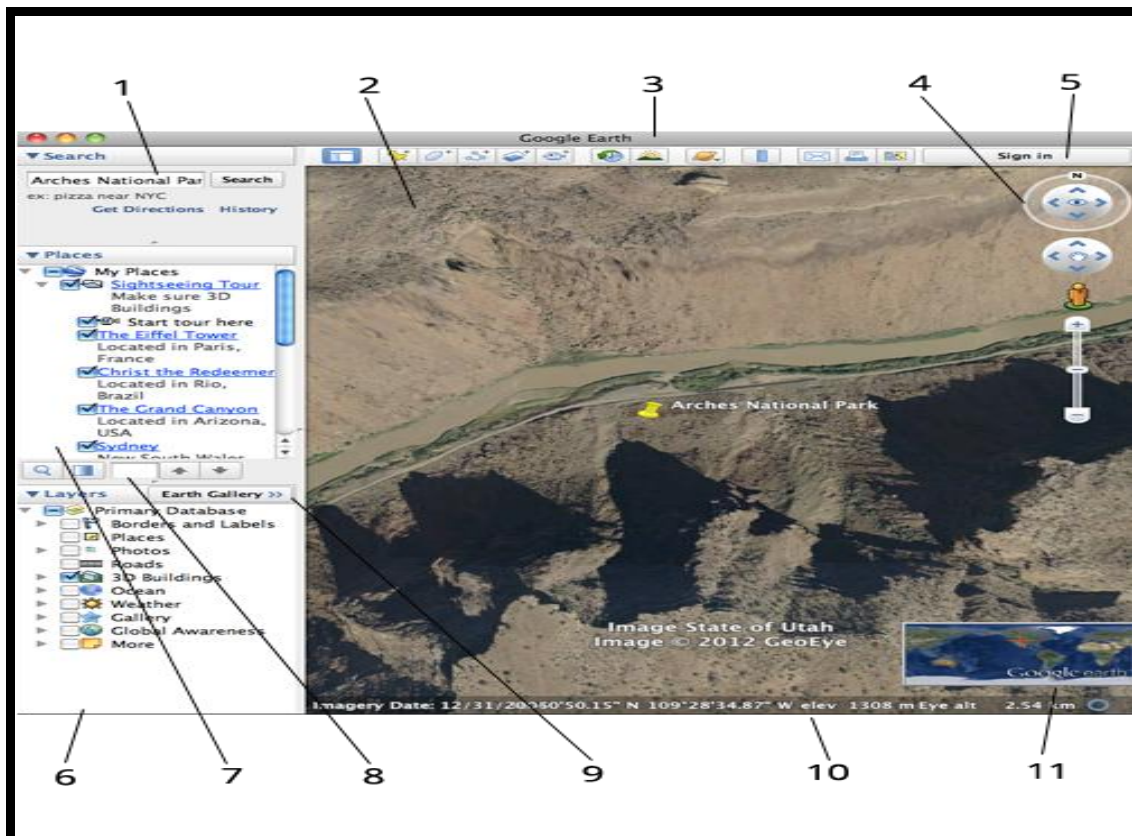 1
2
3
4
5
Google Earth
Search
Sign in
Arches National Par
Search
ex: pizza near NYC
Get Directions History
N
Places
My Places
Sightseeing Tour
Make sure 3D
Buildings
Start tour here
The Eiffel Tower
Located in Paris,
France
Christ the Redeemer
Located in Rio,
Brazil
The Grand Canyon
Located in Arizona,
USA
Sydney
New South Wales
Arches National Park
Layers
Earth Gallery >>
Primary Database
Borders and Labels
Places
Photos
Roads
3D Buildings
Ocean
Weather
Gallery
Global Awareness
More
Image State of Utah
Image © 2012 GeoEye
Google earth
Imagery Date: 12/31/20060'50.15" N 109°28'34.87" W elev 1308 m Eye alt 2.54 km
6
7
8
9
10
11